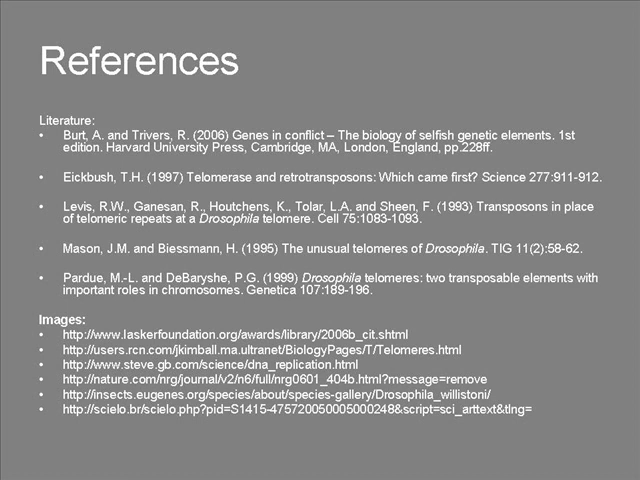 References
Literature:
• Burt, A. and Trivers, R. (2006) Genes in conflict – The biology of selfish genetic elements. 1st
edition. Harvard University Press, Cambridge, MA, London, England, pp.228ff.
• Eickbush, T.H. (1997) Telomerase and retrotransposons: Which came first? Science 277:911-912.
• Levis, R.W., Ganesan, R., Houtchens, K., Tolar, L.A. and Sheen, F. (1993) Transposons in place
of telomeric repeats at a Drosophila telomere. Cell 75:1083-1093.
• Mason, J.M. and Biessmann, H. (1995) The unusual telomeres of Drosophila. TIG 11(2):58-62.
• Pardue, M.-L. and DeBaryshe, P.G. (1999) Drosophila telomeres: two transposable elements with
important roles in chromosomes. Genetica 107:189-196.
Images:
• http://www.laskerfoundation.org/awards/library/2006b_cit.shtml
• http://users.rcn.com/jkimball.ma.ultranet/BiologyPages/T/Telomeres.html
• http://www.steve.gb.com/science/dna_replication.html
• http://nature.com/nrg/journal/v2/n6/full/nrg0601_404b.html?message=remove
• http://insects.eugenes.org/species/about/species-gallery/Drosophila_willistoni/
• http://scielo.br/scielo.php?pid=S1415-475720050005000248&script=sci_arttext&tlng=